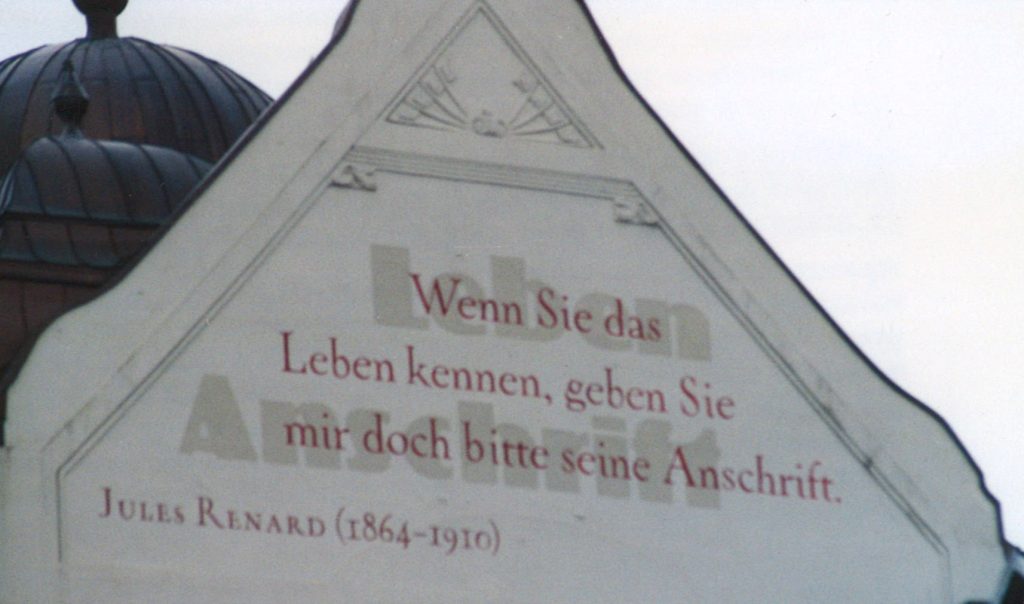 Leben
Wenn Sie das
Leben kennen, geben Sie
Anschrift
mir doch bitte seine Anschrift.
JULES RENARD (1864-1910)